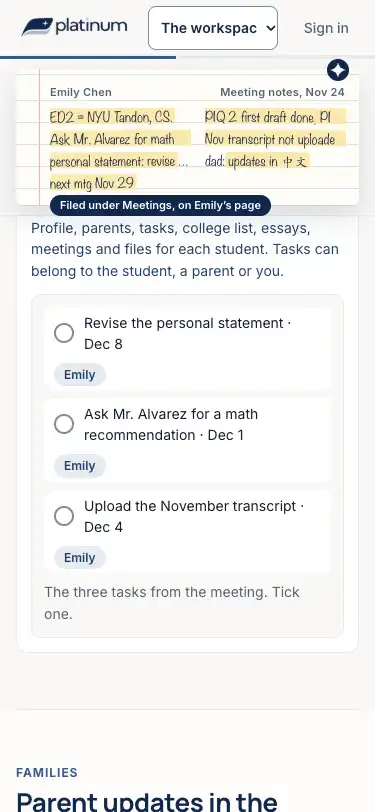 platinum
The workspac
Sign in
Emily Chen
Meeting notes, Nov 24
ED2 = NYU Tandon, CS.
Ask Mr. Alvarez for math
personal statement: revise ...
next mtg Nov 29
PIQ 2 first draft done, PI
Nov transcript not uploade
dad: updates in 中文
Filed under Meetings, on Emily's page
Profile, parents, tasks, college list, essays,
meetings and files for each student. Tasks can
belong to the student, a parent or you.
Revise the personal statement ·
Dec 8
Emily
Ask Mr. Alvarez for a math
recommendation · Dec 1
Emily
Upload the November transcript ·
Dec 4
Emily
The three tasks from the meeting. Tick
one.
FAMILIES
Parent updates in the